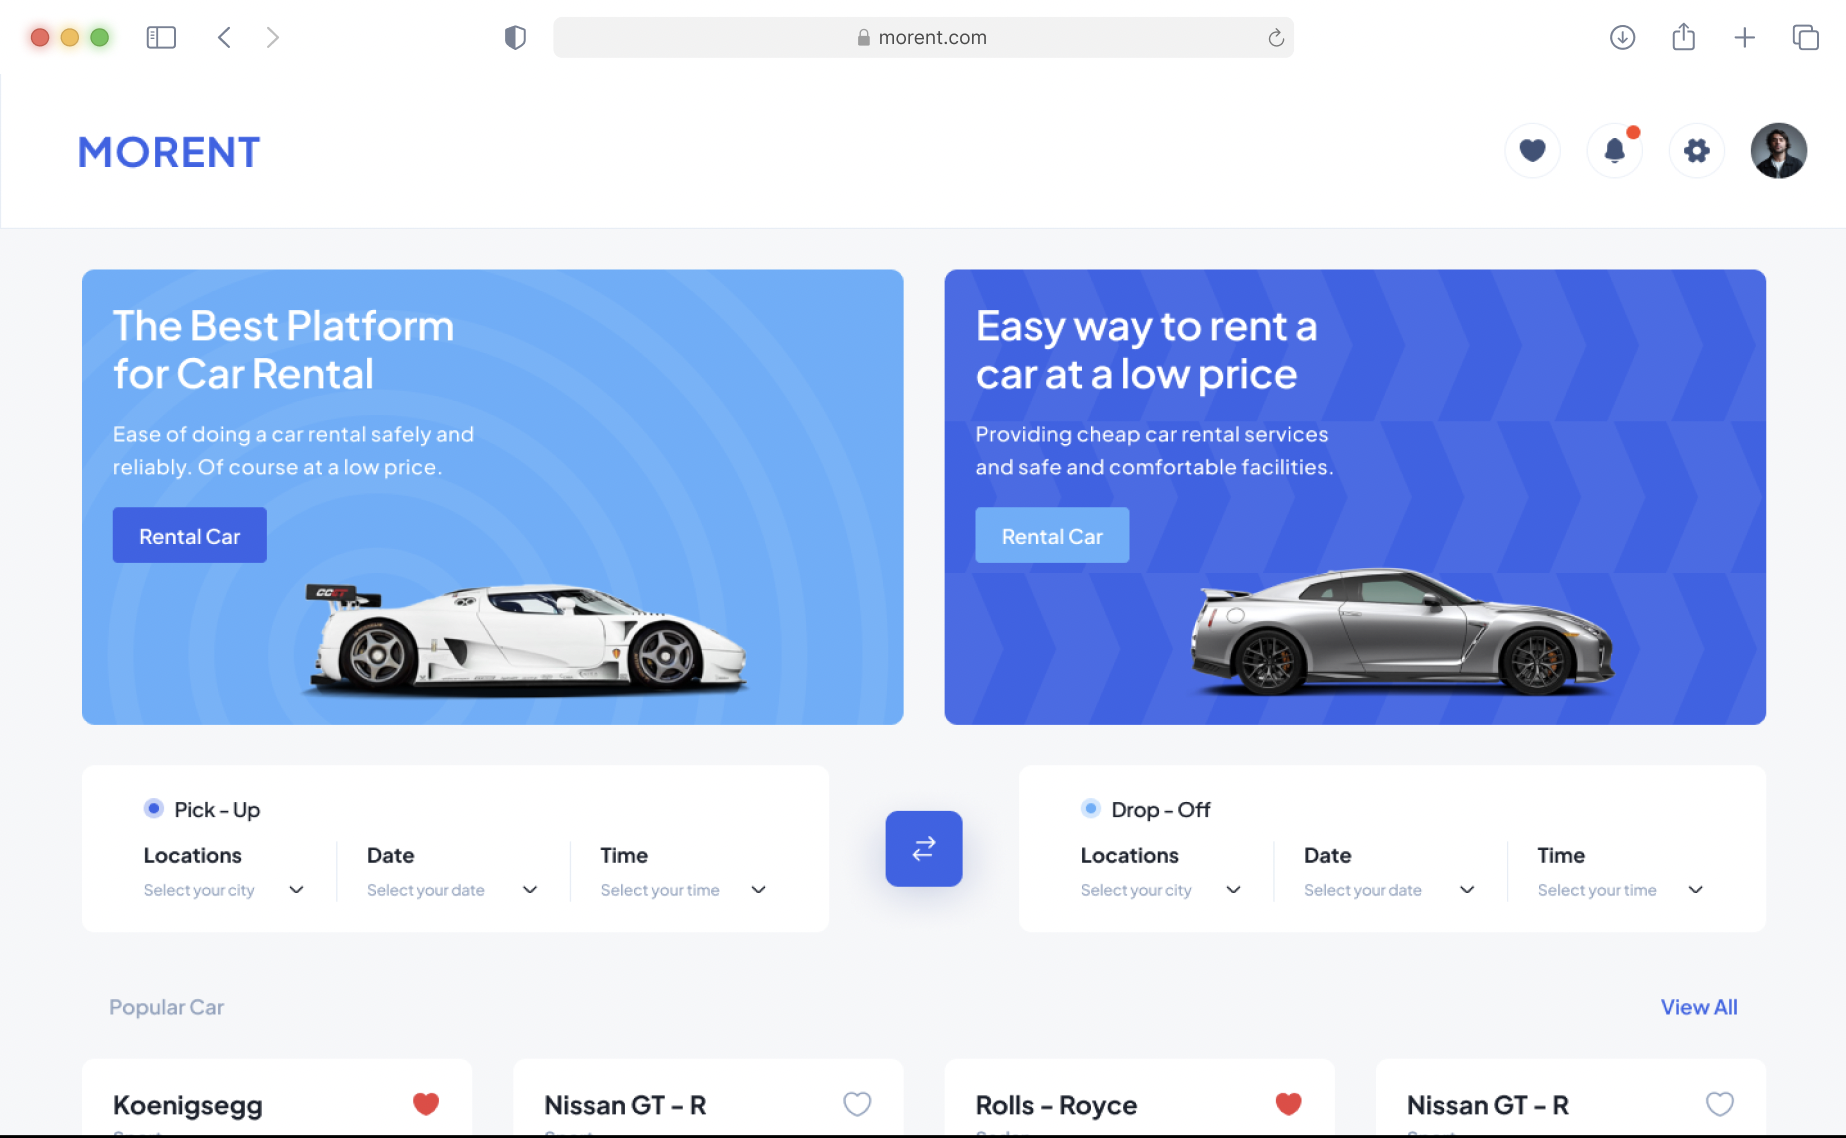 morent.com
MORENT
The Best Platform
for Car Rental
Ease of doing a car rental safely and
reliably. Of course at a low price.
Rental Car
Easy way to rent a
car at a low price
Providing cheap car rental services
and safe and comfortable facilities.
Rental Car
Pick - Up
Locations
Select your city
Date
Select your date
Time
Select your time
Drop - Off
Locations
Select your city
Date
Select your date
Time
Select your time
Popular Car
View All
Koenigsegg
Nissan GT - R
Rolls - Royce
Nissan GT - R